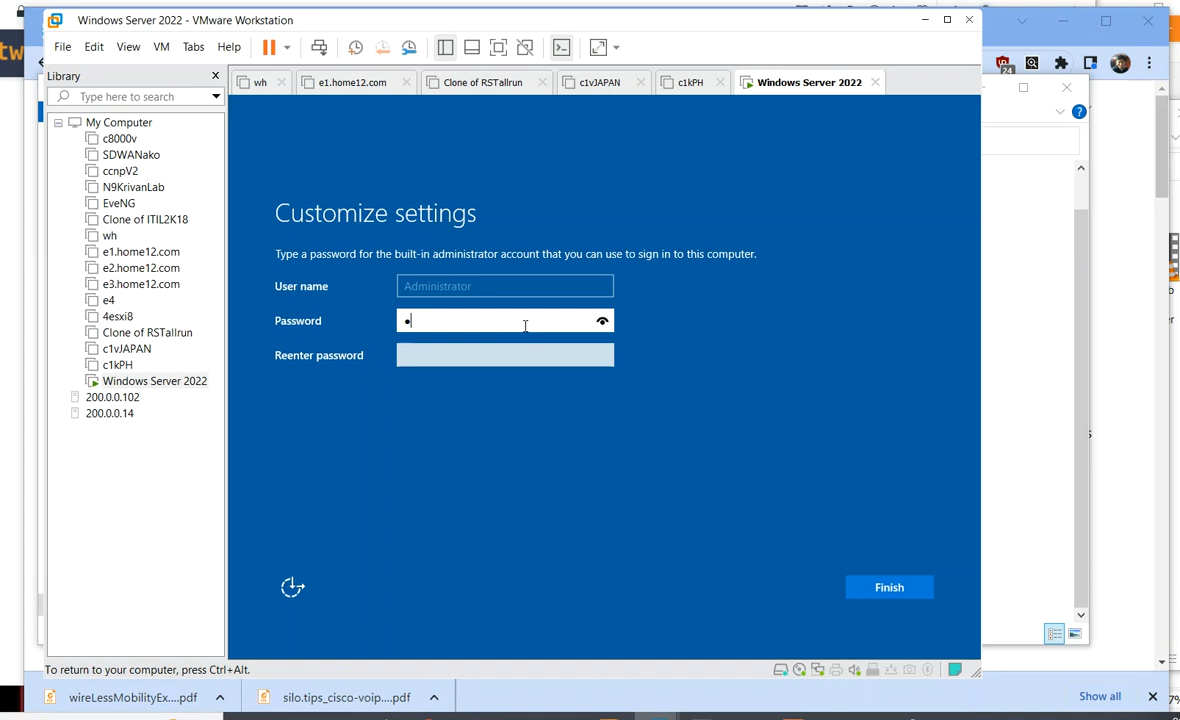 Windows Server 2022 - VMware Workstation
File Edit View VM Tabs Help
Library
Type here to search
My Computer
c8000v
SDWANako
ccnpV2
N9KrivanLab
EveNG
Clone of ITIL2K18
wh
e1.home12.com
e2.home12.com
e3.home12.com
e4
4esxi8
Clone of RSTallrun
c1vJAPAN
c1kPH
Windows Server 2022
200.0.0.102
200.0.0.14
wh e1.home12.com Clone of RSTallrun c1vJAPAN c1kPH Windows Server 2022
Customize settings
Type a password for the built-in administrator account that you can use to sign in to this computer.
User name Administrator
Password
Reenter password
Finish
To return to your computer, press Ctrl+Alt.
24
wireLessMobilityEx....pdf silo.tips_cisco-voip....pdf Show all